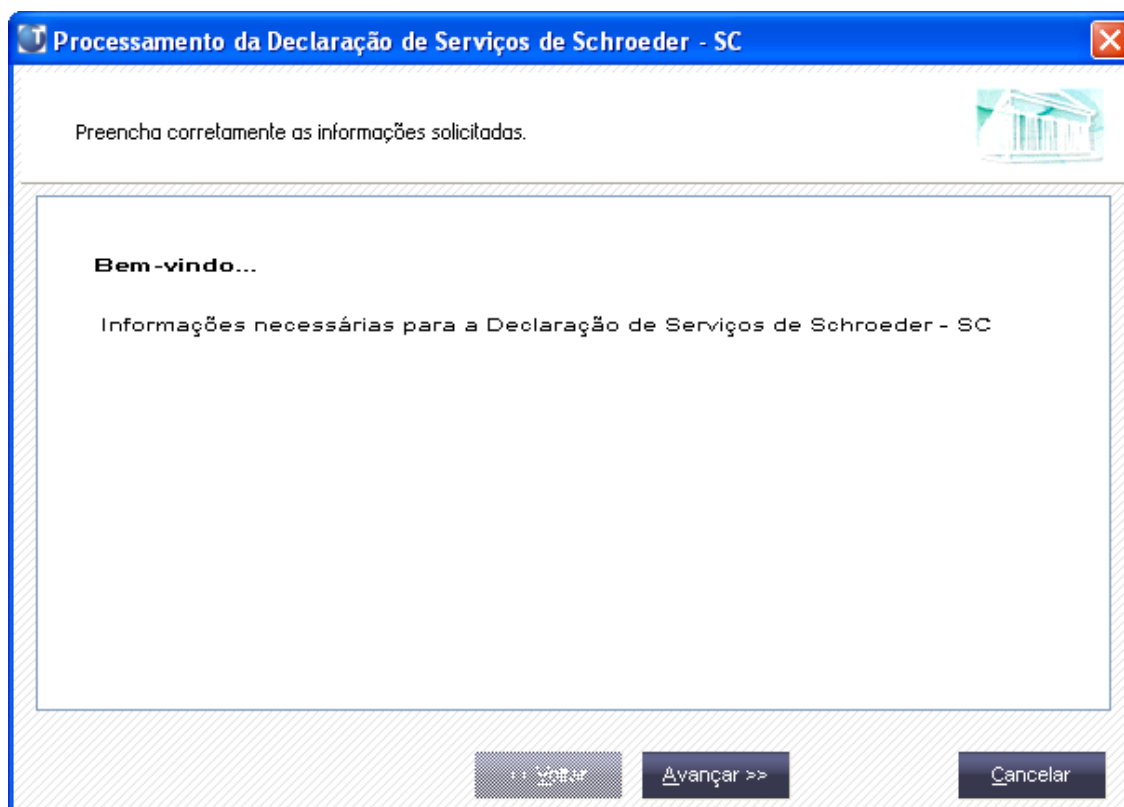 Processamento da Declaração de Serviços de Schroeder - SC
Preencha corretamente as informações solicitadas.
Bem-vindo...
Informações necessárias para a Declaração de Serviços de Schroeder - SC
<< Voltar
Avançar >>
Cancelar